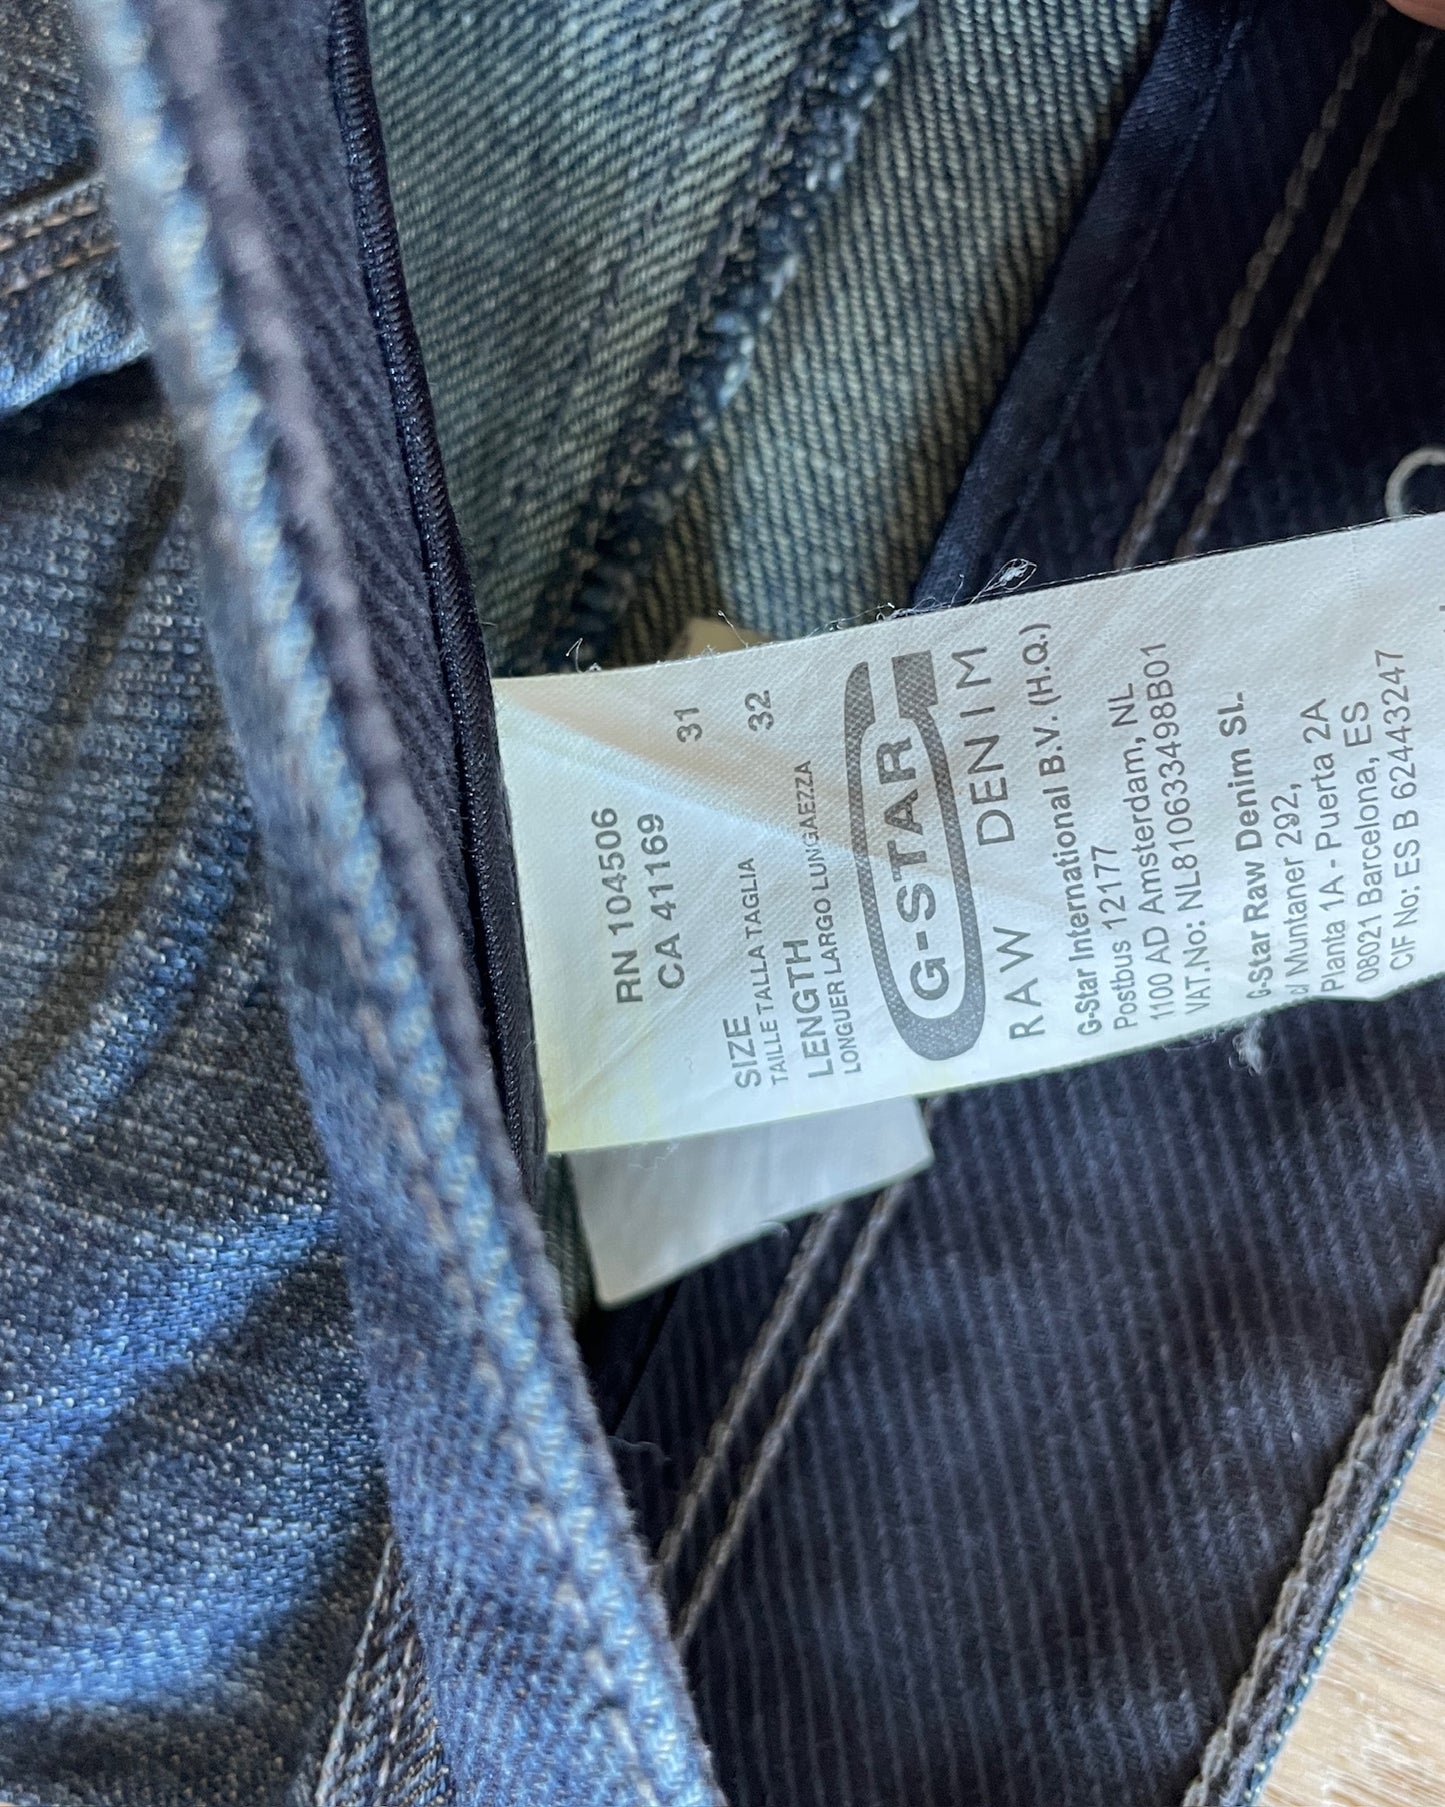 RN 104506
CA 41169
SIZE 31
TAILLE TALLA TAGLIA
LENGTH 32
LONGUER LARGO LUNGAEZZA
G-STAR
RAW DENIM
G-Star International B.V. (H.Q.)
Postbus 12177
1100 AD Amsterdam, NL
VAT.No: NL810633498B01
G-Star Raw Denim SL.
c/ Muntaner 292,
Planta 1A - Puerta 2A
08021 Barcelona, ES
CIF No: ES B 62443247